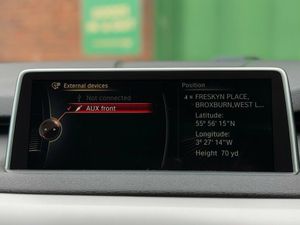 External devices
Not connected
AUX front
Position
FRESKYN PLACE,
BROXBURN,WEST L...
Latitude:
55° 56' 15"N
Longitude:
3° 27' 14"W
Height 70 yd